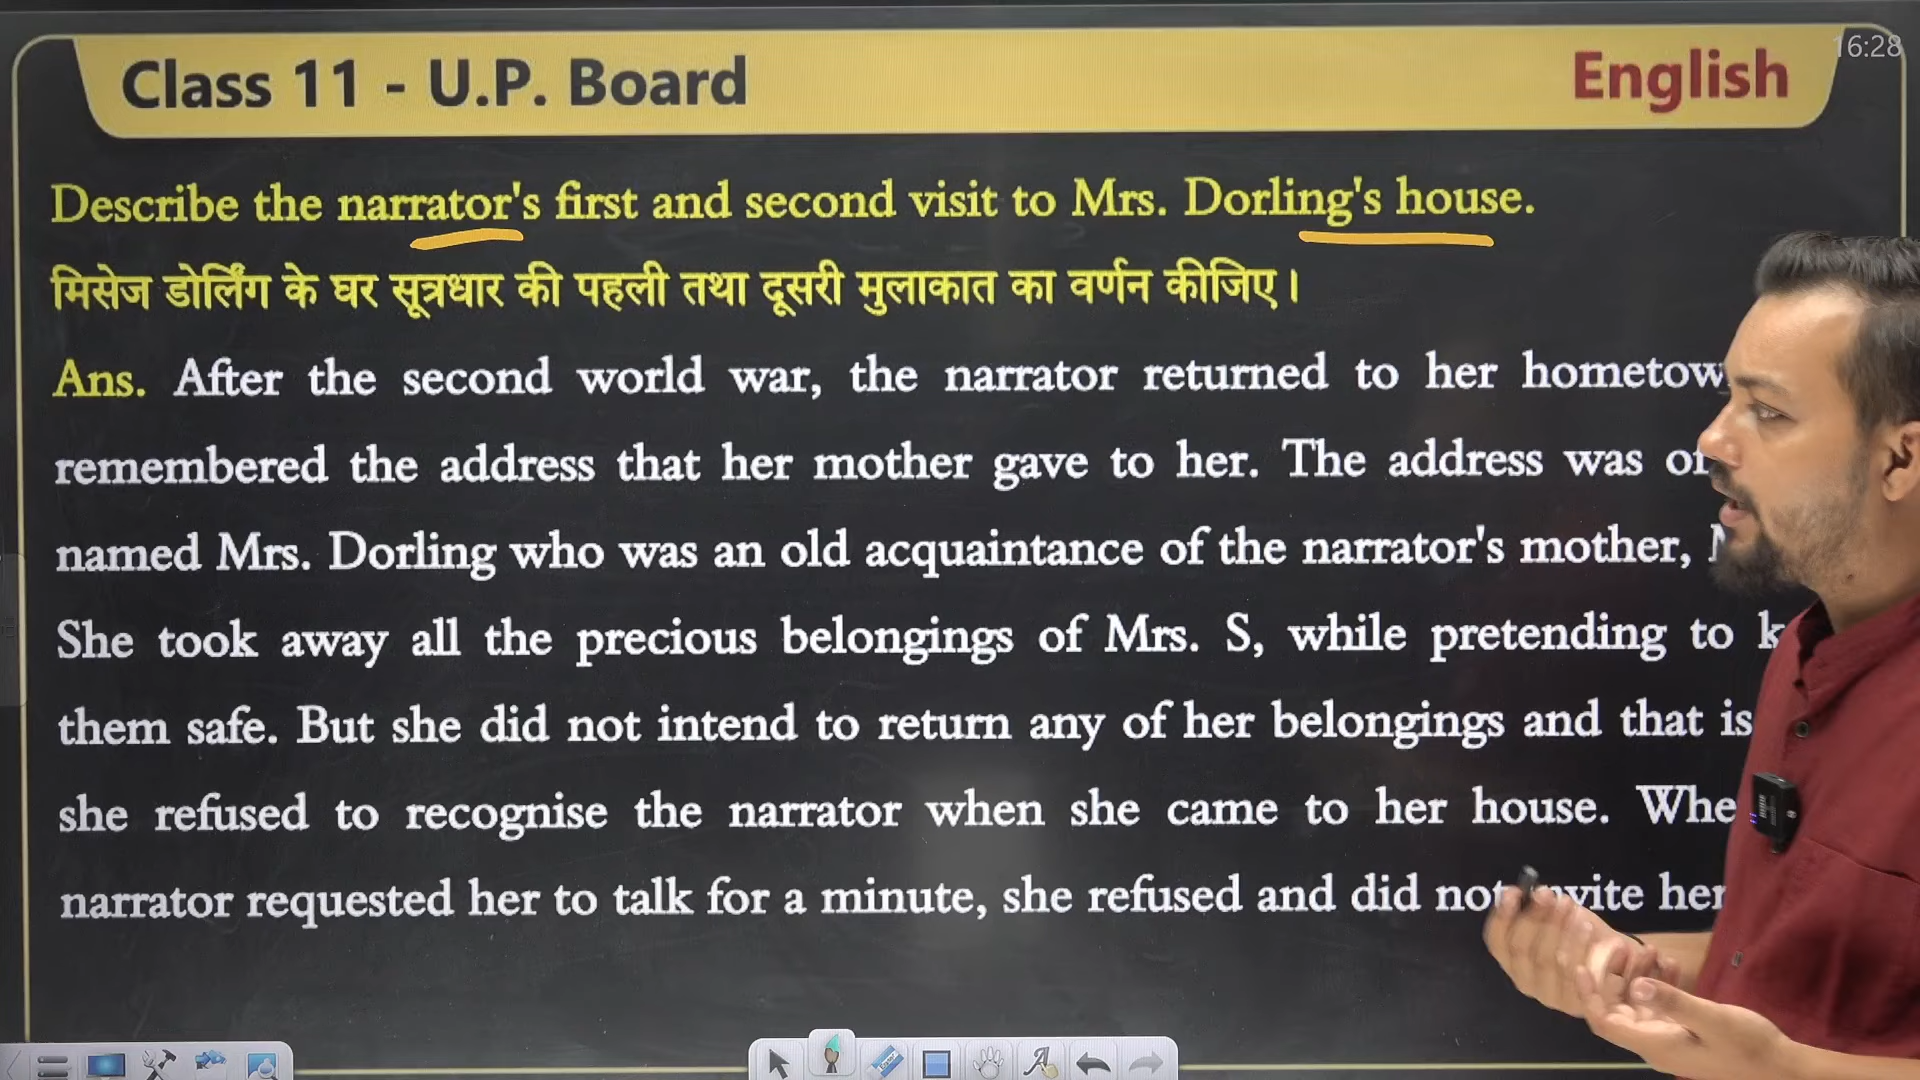 Class 11 - U.P. Board
English
16:28
Describe the narrator's first and second visit to Mrs. Dorling's house.
मिसेज डोर्लिंग के घर सूत्रधार की पहली तथा दूसरी मुलाकात का वर्णन कीजिए।
Ans. After the second world war, the narrator returned to her
remembered the address that her mother gave to her. The address was
named Mrs. Dorling who was an old acquaintance of the narrator's mother,
She took away all the precious belongings of Mrs. S, while pretending to
them safe. But she did not intend to return any of her belongings and that is
she refused to recognise the narrator when she came to her house.
narrator requested her to talk for a minute, she refused and did not her